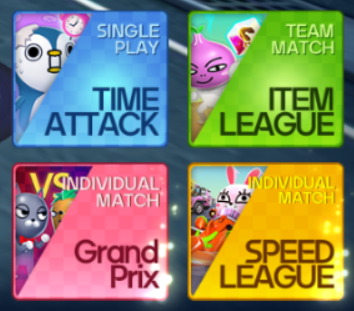 SINGLE
PLAY
TIME
ATTACK
TEAM
MATCH
ITEM
LEAGUE
VS
INDIVIDUAL
MATCH
Grand
Prix
INDIVIDUAL
MATCH
SPEED
LEAGUE